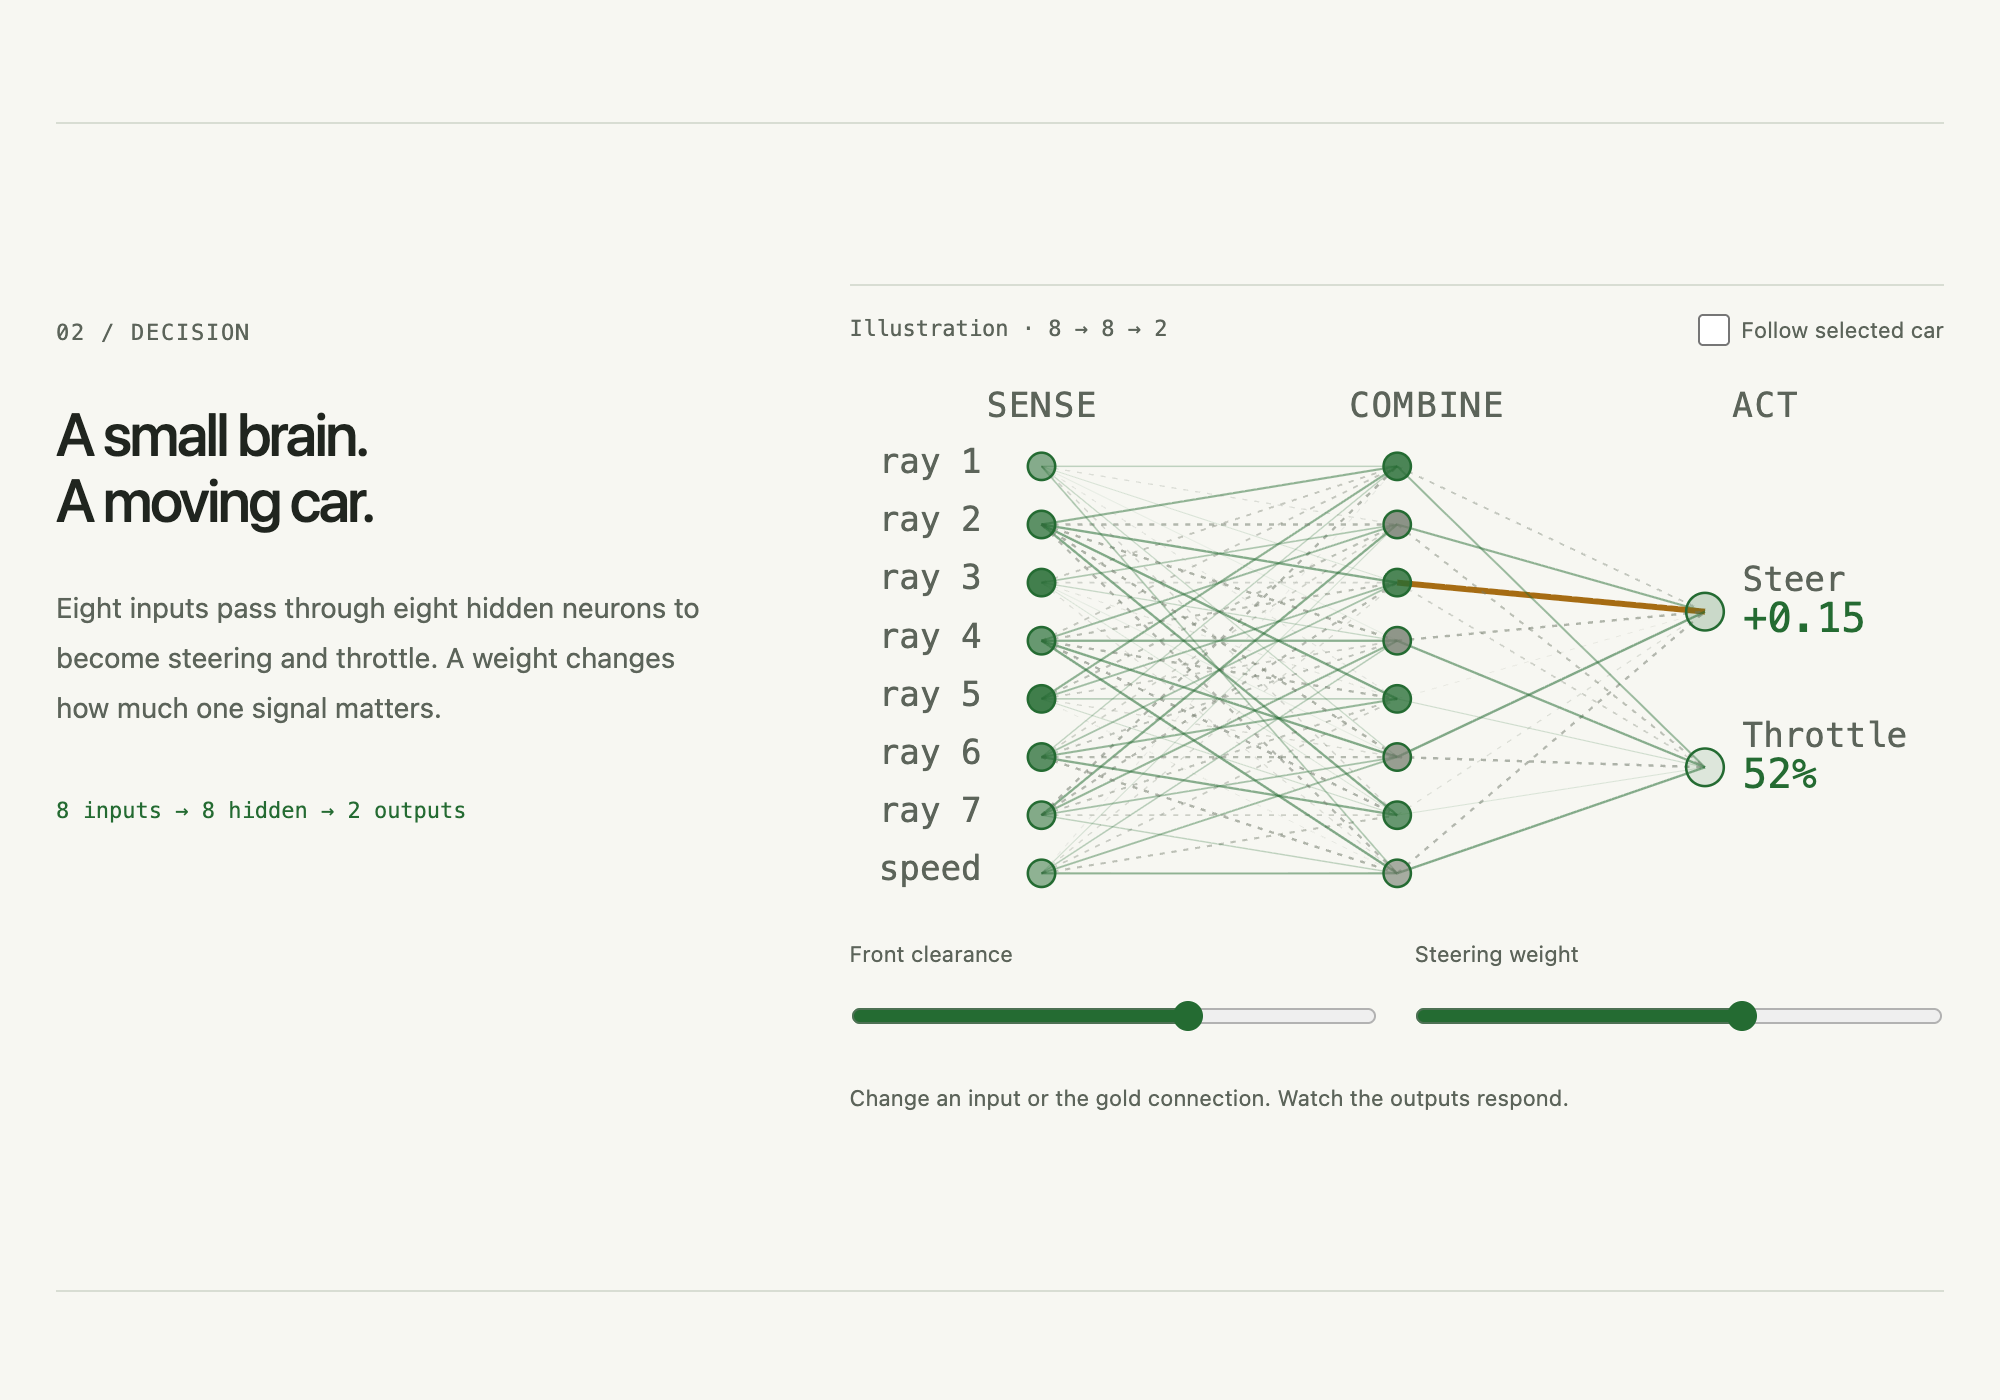 02 / DECISION
A small brain.
A moving car.
Eight inputs pass through eight hidden neurons to
become steering and throttle. A weight changes
how much one signal matters.
8 inputs → 8 hidden → 2 outputs
Illustration · 8 → 8 → 2
Follow selected car
SENSE
COMBINE
ACT
ray 1
ray 2
ray 3
ray 4
ray 5
ray 6
ray 7
speed
Steer
+0.15
Throttle
52%
Front clearance
Steering weight
Change an input or the gold connection. Watch the outputs respond.